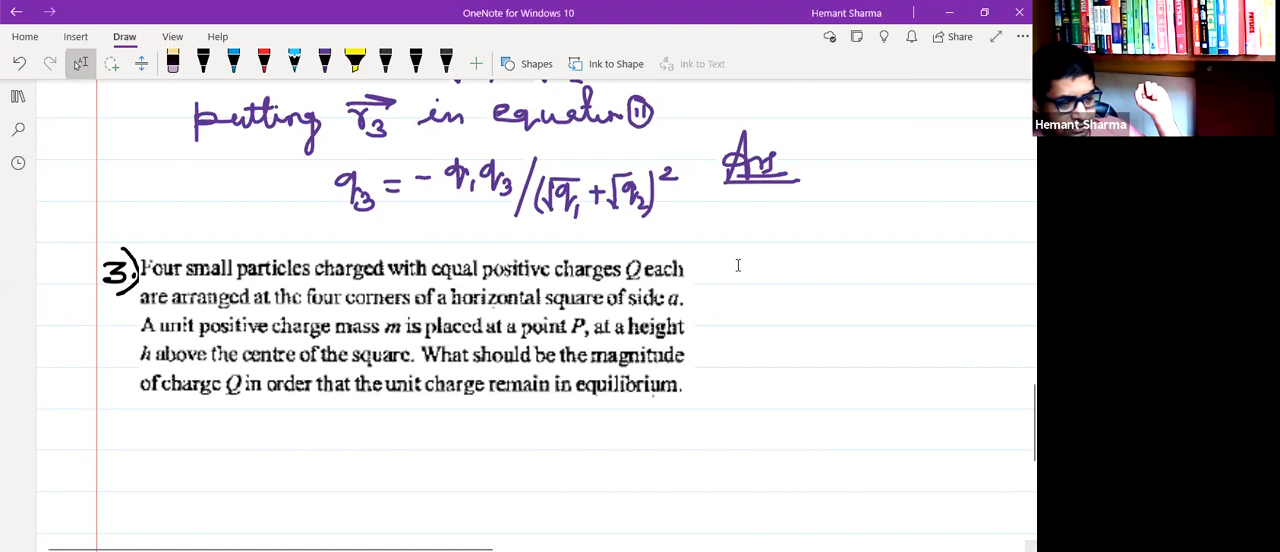 OneNote for Windows 10
Hemant Sharma
Home Insert Draw View Help
Share
Shapes Ink to Shape Ink to Text
putting r₃ in equation ⑪
q₃ = - q₁ q₃ / (√q₁ + √q₂)² Ans
3). Four small particles charged with equal positive charges Q each
are arranged at the four corners of a horizontal square of side a.
A unit positive charge mass m is placed at a point P, at a height
h above the centre of the square. What should be the magnitude
of charge Q in order that the unit charge remain in equilibrium.
Hemant Sharma
PHYSICS